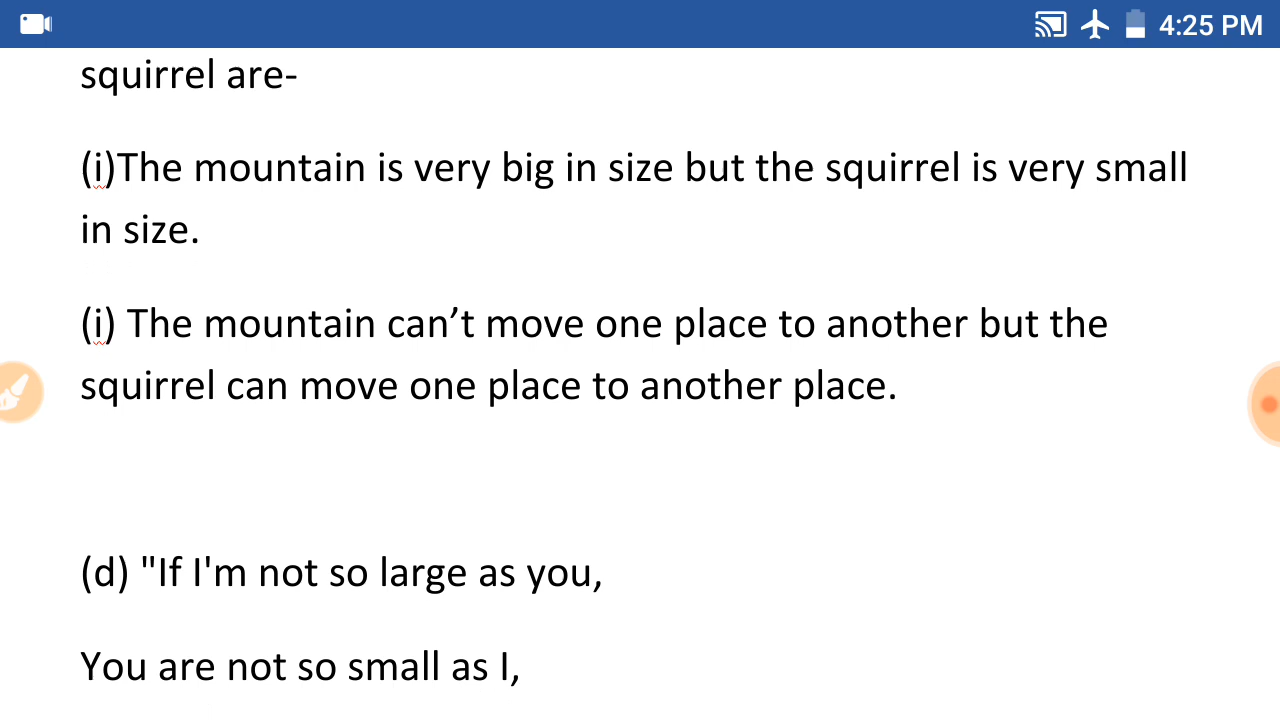 4:25 PM
squirrel are-
(i)The mountain is very big in size but the squirrel is very small
in size.
(i) The mountain can’t move one place to another but the
squirrel can move one place to another place.
(d) "If I'm not so large as you,
You are not so small as I,